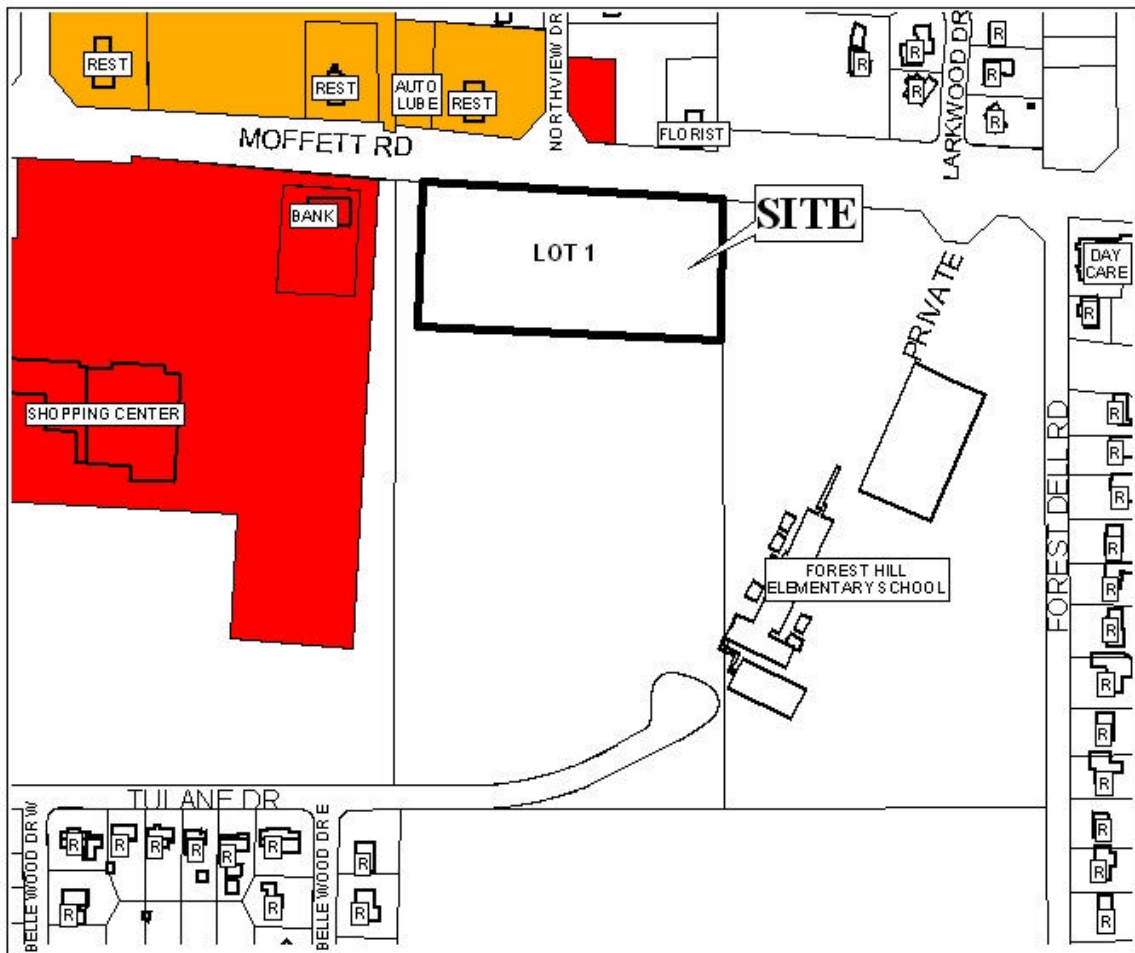 REST
REST
AUTO
LUBE
REST
NORTHVIEW DR
FLORIST
R
R
R
R
R
R
LARKWOOD DR
MOFFETT RD
BANK
LOT 1
SITE
PRIVATE
DAY
CARE
R
SHOPPING CENTER
FOREST HILL
ELEMENTARY SCHOOL
FOREST DELL RD
R
R
R
R
R
R
R
R
R
R
R
R
TULANE DR
BELLE WOOD DR W
R
R
R
R
R
R
R
R
R
BELLE WOOD DR E
R